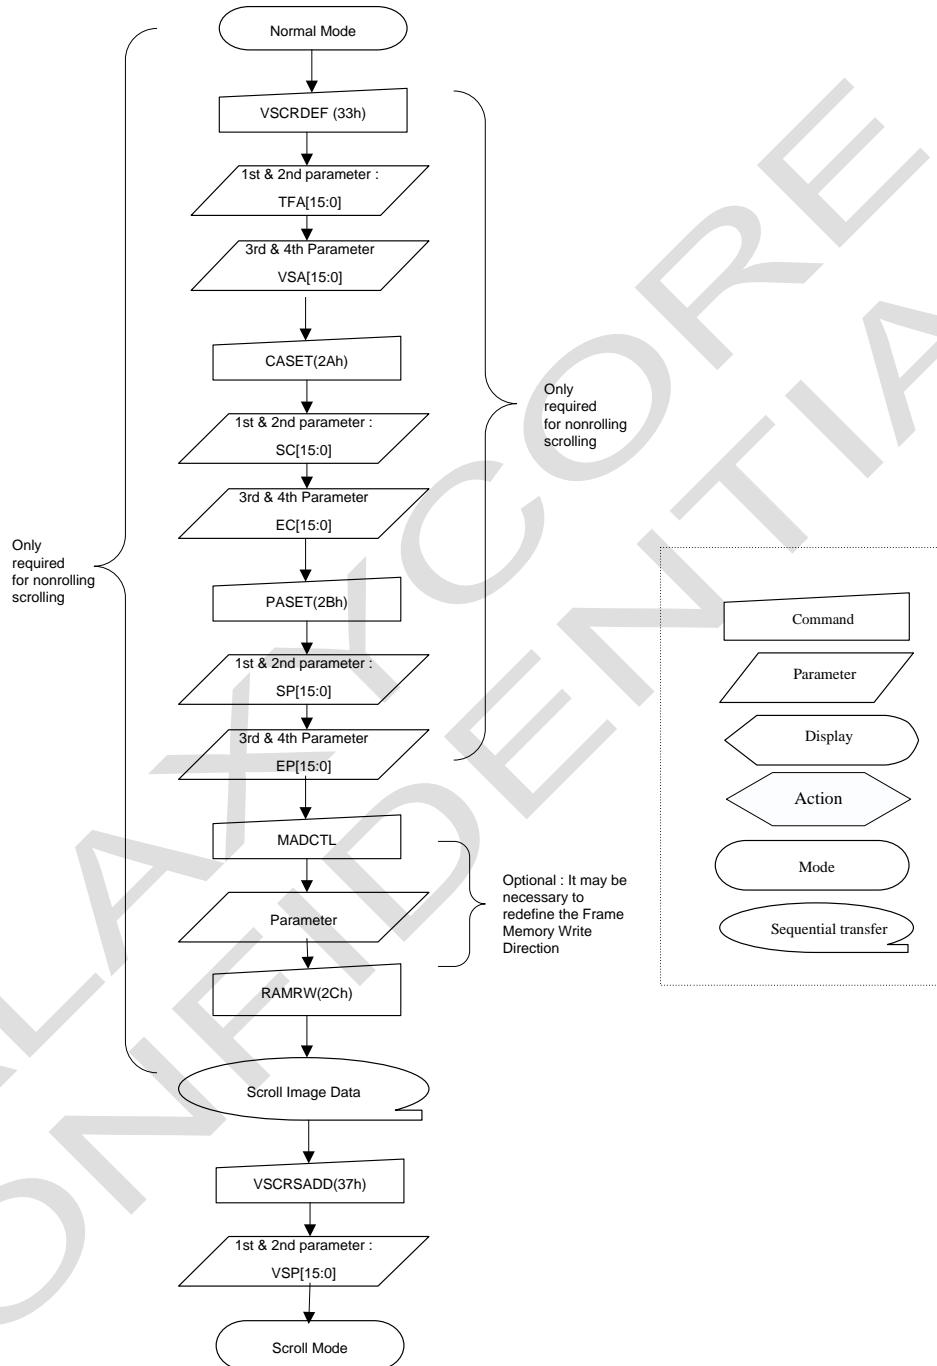 Normal Mode
VSCRDEF (33h)
1st & 2nd parameter :
TFA[15:0]
3rd & 4th Parameter
VSA[15:0]
CASET(2Ah)
1st & 2nd parameter :
SC[15:0]
3rd & 4th Parameter
EC[15:0]
PASET(2Bh)
1st & 2nd parameter :
SP[15:0]
3rd & 4th Parameter
EP[15:0]
MADCTL
Parameter
RAMRW(2Ch)
Scroll Image Data
VSCRSADD(37h)
1st & 2nd parameter :
VSP[15:0]
Scroll Mode
Only
required
for nonrolling
scrolling
Only
required
for nonrolling
scrolling
Optional : It may be
necessary to
redefine the Frame
Memory Write
Direction
Command
Parameter
Display
Action
Mode
Sequential transfer
ALAXYCORE
ONFIDENTIA